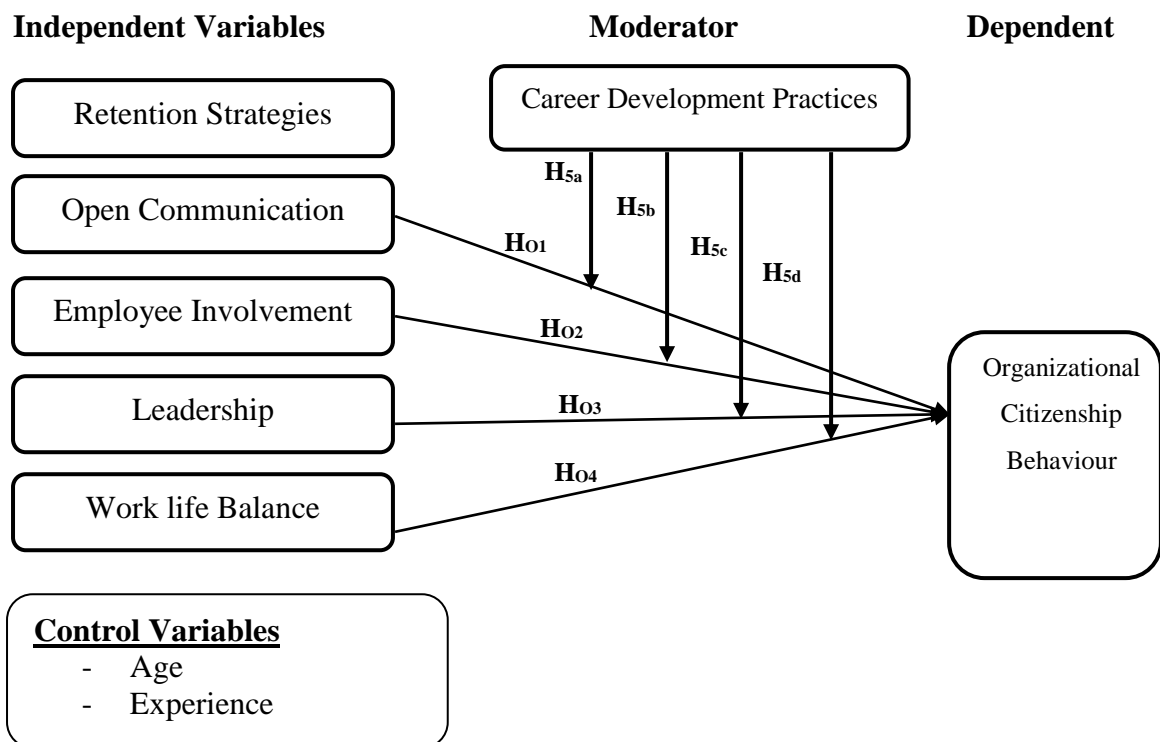 Independent Variables
Moderator
Dependent
Retention Strategies
Career Development Practices
Open Communication
H5a
H5b
H5c
H5d
HO1
Employee Involvement
HO2
Leadership
HO3
Work life Balance
HO4
Organizational
Citizenship
Behaviour
Control Variables
- Age
- Experience